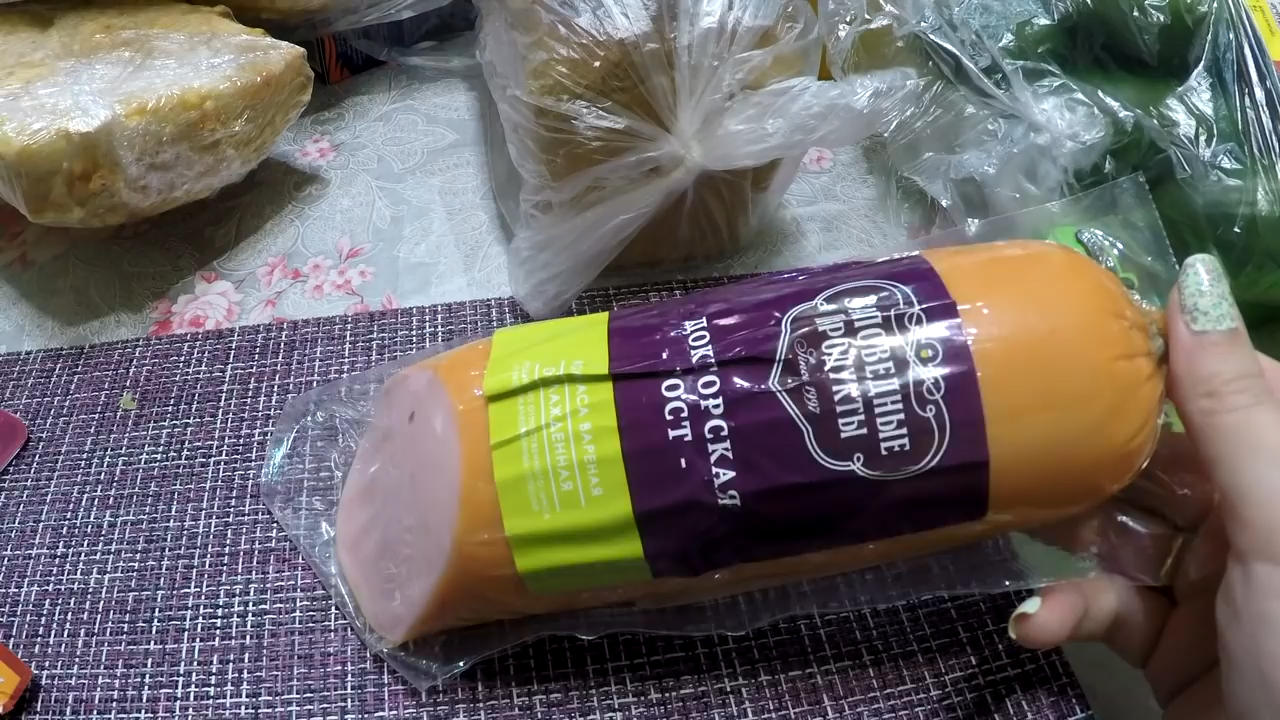 ЗАПОВЕДНЫЕ
ПРОДУКТЫ
Since 1997
ДОКТОРСКАЯ
ГОСТ -
КОЛБАСА ВАРЕНАЯ
ОХЛАЖДЕННАЯ